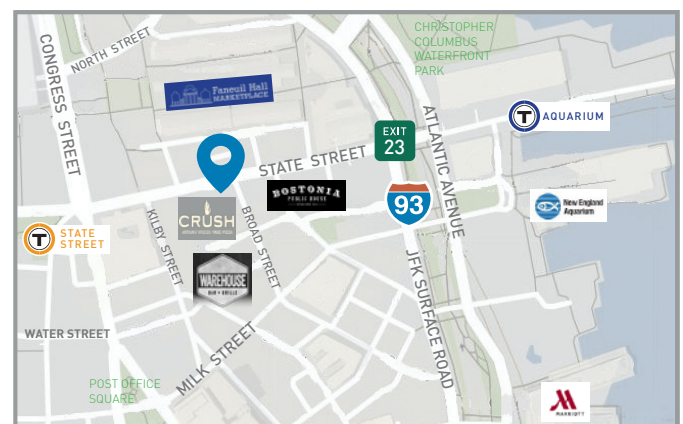 CHRISTOPHER
COLUMBUS
WATERFRONT
PARK
NORTH STREET
CONGRESS STREET
Faneuil Hall
MARKETPLACE
T AQUARIUM
ATLANTIC AVENUE
EXIT
23
STATE STREET
BOSTONIA
PUBLIC HOUSE
93
New England
Aquarium
CRUSH
T STATE
STREET
KILBY STREET
BROAD STREET
WAREHOUSE
BAR • GRILLE
JFK SURFACE ROAD
WATER STREET
MILK STREET
POST OFFICE
SQUARE
MARRIOTT